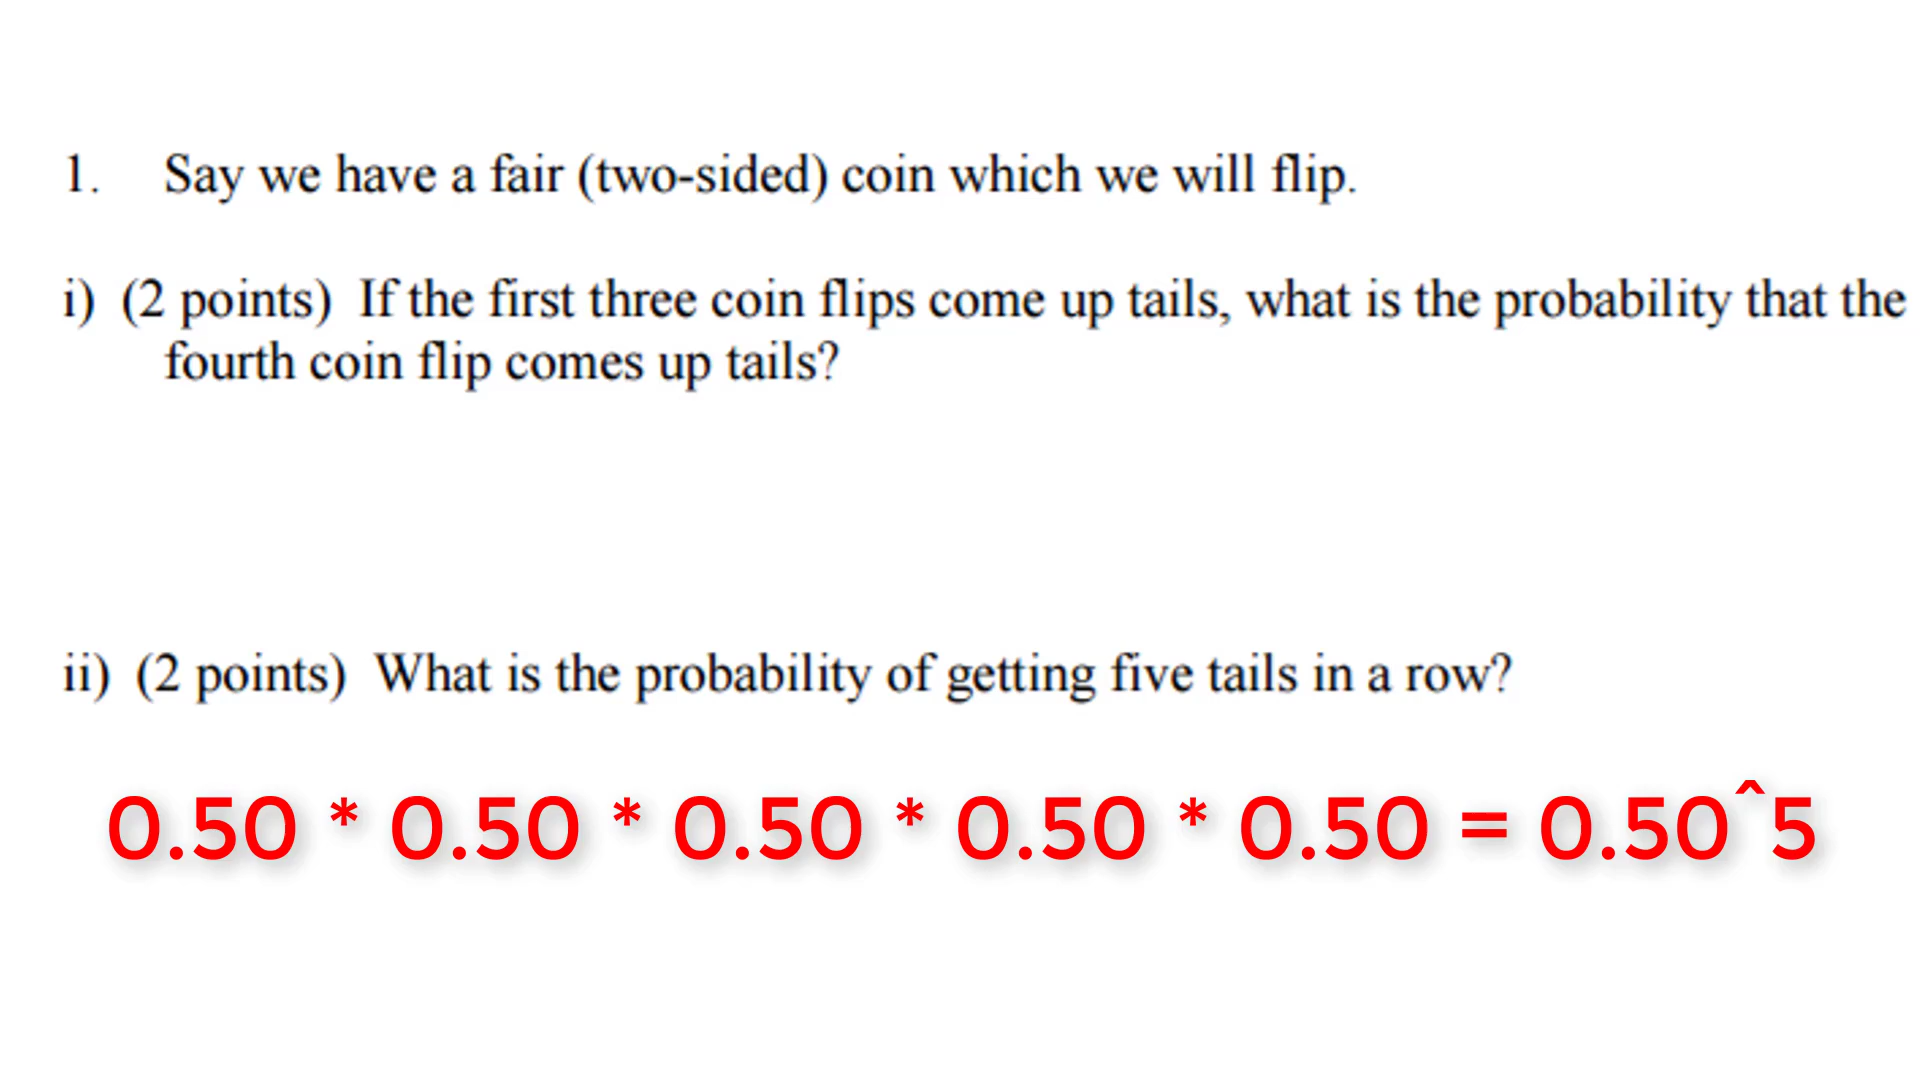 1. Say we have a fair (two-sided) coin which we will flip.
i) (2 points) If the first three coin flips come up tails, what is the probability that the
fourth coin flip comes up tails?
ii) (2 points) What is the probability of getting five tails in a row?
0.50 * 0.50 * 0.50 * 0.50 * 0.50 = 0.50^5